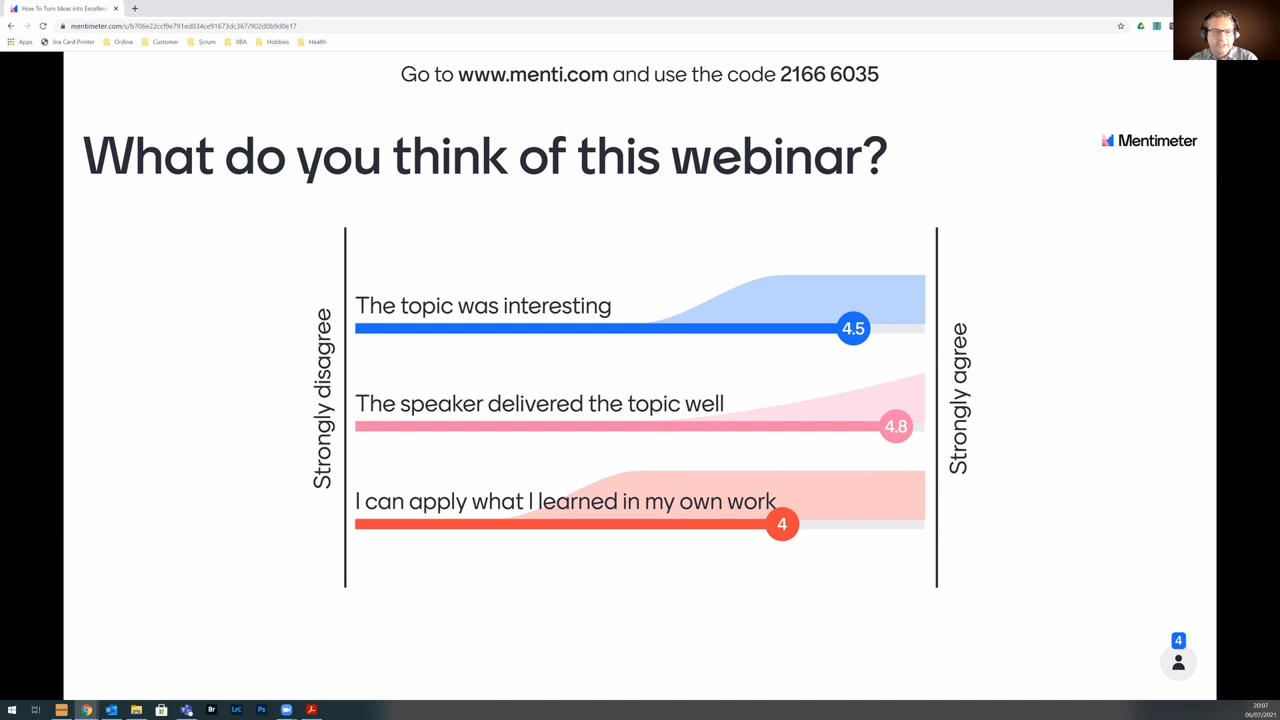 How To Turn Ideas into Excellen
mentimeter.com/s/b706e22ccf9e791ed034ce91673dc367/902d0b9d0e17
Apps
Jira Card Printer
Ordina
Customer
Scrum
IIBA
Hobbies
Health
Go to www.menti.com and use the code 2166 6035
What do you think of this webinar?
Mentimeter
Strongly disagree
The topic was interesting
4.5
The speaker delivered the topic well
4.8
I can apply what I learned in my own work
4
Strongly agree
4
Br
Lrc
Ps
20:07
06/07/2021